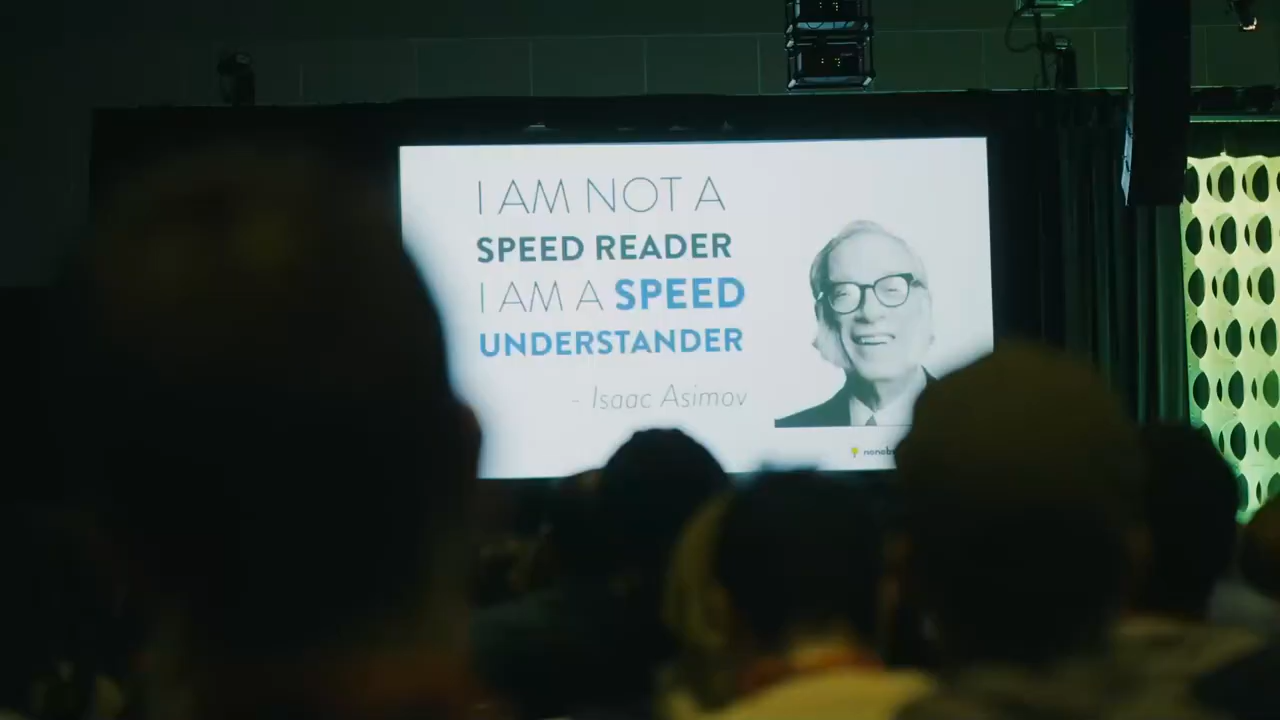 I AM NOT A
SPEED READER
I AM A SPEED
UNDERSTANDER
- Isaac Asimov